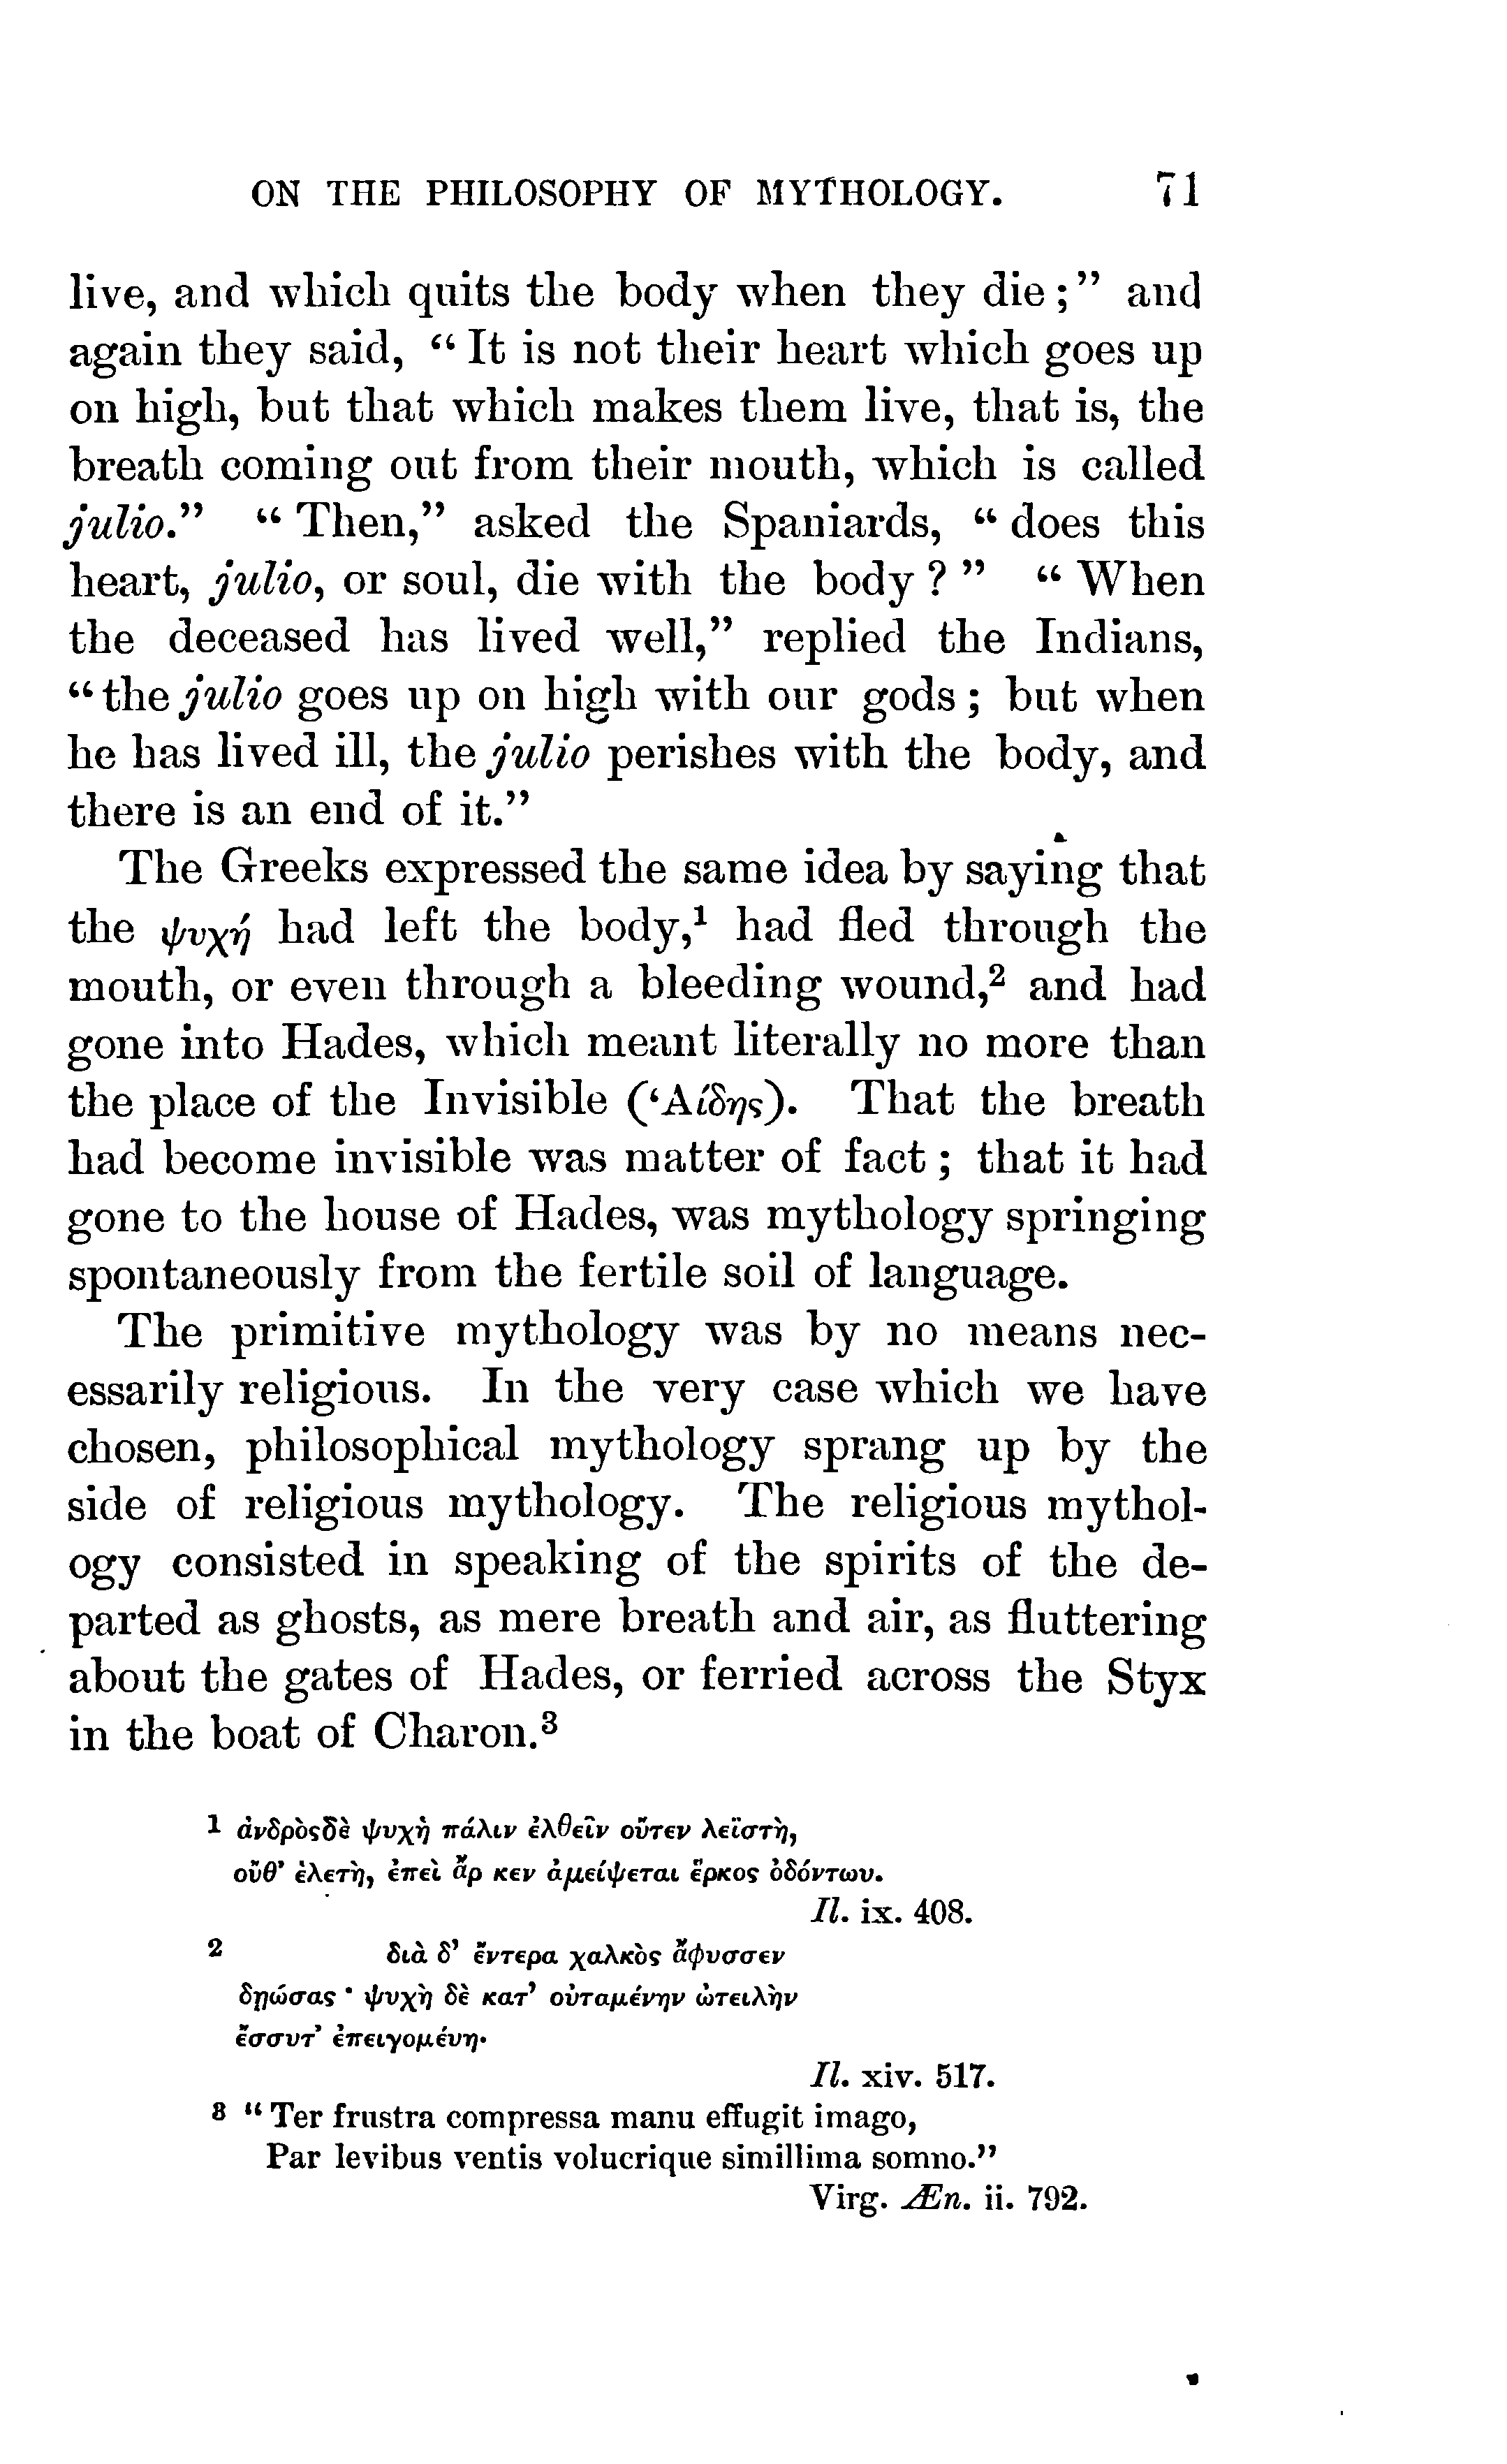 ON THE PHILOSOPHY OF MYTHOLOGY. 71
live, and which quits the body when they die;” and
again they said, “It is not their heart which goes up
on high, but that which makes them live, that is, the
breath coming out from their mouth, which is called
julio.” “Then,” asked the Spaniards, “does this
heart, julio, or soul, die with the body?” “When
the deceased has lived well,” replied the Indians,
“the julio goes up on high with our gods; but when
he has lived ill, the julio perishes with the body, and
there is an end of it.”
The Greeks expressed the same idea by saying that
the ψυχή had left the body,¹ had fled through the
mouth, or even through a bleeding wound,² and had
gone into Hades, which meant literally no more than
the place of the Invisible (‘Αίδης). That the breath
had become invisible was matter of fact; that it had
gone to the house of Hades, was mythology springing
spontaneously from the fertile soil of language.
The primitive mythology was by no means nec-
essarily religious. In the very case which we have
chosen, philosophical mythology sprang up by the
side of religious mythology. The religious mythol-
ogy consisted in speaking of the spirits of the de-
parted as ghosts, as mere breath and air, as fluttering
about the gates of Hades, or ferried across the Styx
in the boat of Charon.³
1 ἀνδρὸςδὲ ψυχὴ πάλιν ἐλθεῖν οὔτεν λεϊστὴ,
οὔθ’ ἑλετὴ, ἐπεὶ ἄρ κεν ἀμείψεται ἕρκος ὀδόντων.
Il. ix. 408.
2 διὰ δ’ ἔντερα χαλκὸς ἄφυσσεν
δῃώσας · ψυχὴ δὲ κατ’ οὐταμένην ὠτειλὴν
ἔσσυτ’ ἐπειγομένη·
Il. xiv. 517.
3 “Ter frustra compressa manu effugit imago,
Par levibus ventis volucrique simillima somno.”
Virg. Æn. ii. 792.